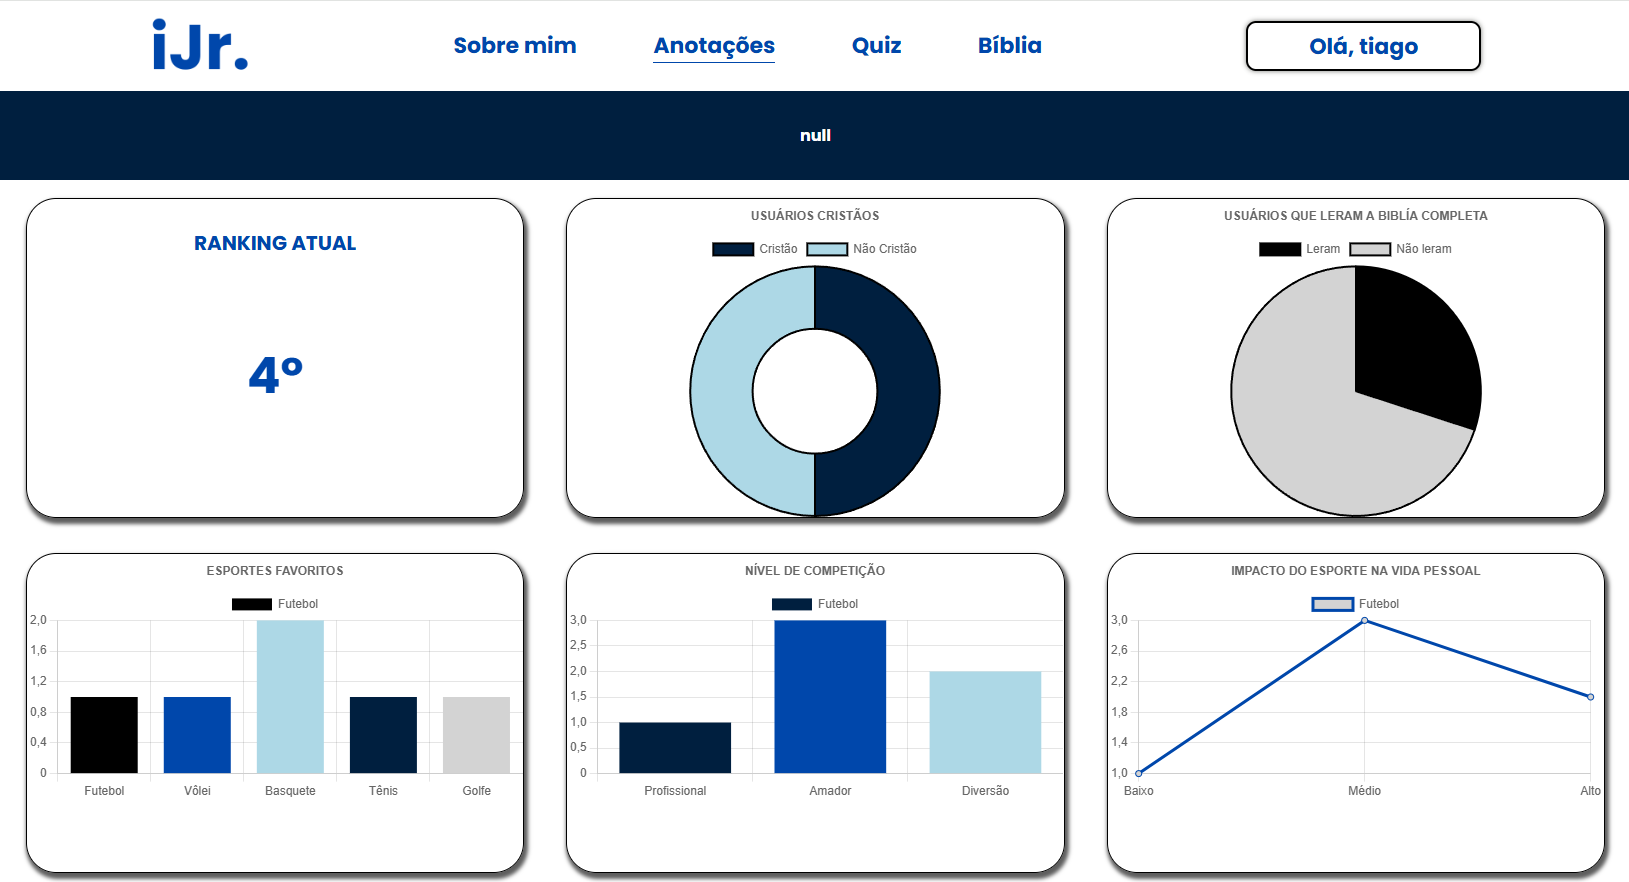 iJr.
Sobre mim Anotações Quiz Bíblia
Olá, tiago
null
RANKING ATUAL
4º
USUÁRIOS CRISTÃOS
Cristão Não Cristão
USUÁRIOS QUE LERAM A BIBLÍA COMPLETA
Leram Não leram
ESPORTES FAVORITOS
Futebol
2,0
1,6
1,2
0,8
0,4
0
Futebol Vôlei Basquete Tênis Golfe
NÍVEL DE COMPETIÇÃO
Futebol
3,0
2,5
2,0
1,5
1,0
0,5
0
Profissional Amador Diversão
IMPACTO DO ESPORTE NA VIDA PESSOAL
Futebol
3,0
2,6
2,2
1,8
1,4
1,0
Baixo Médio Alto